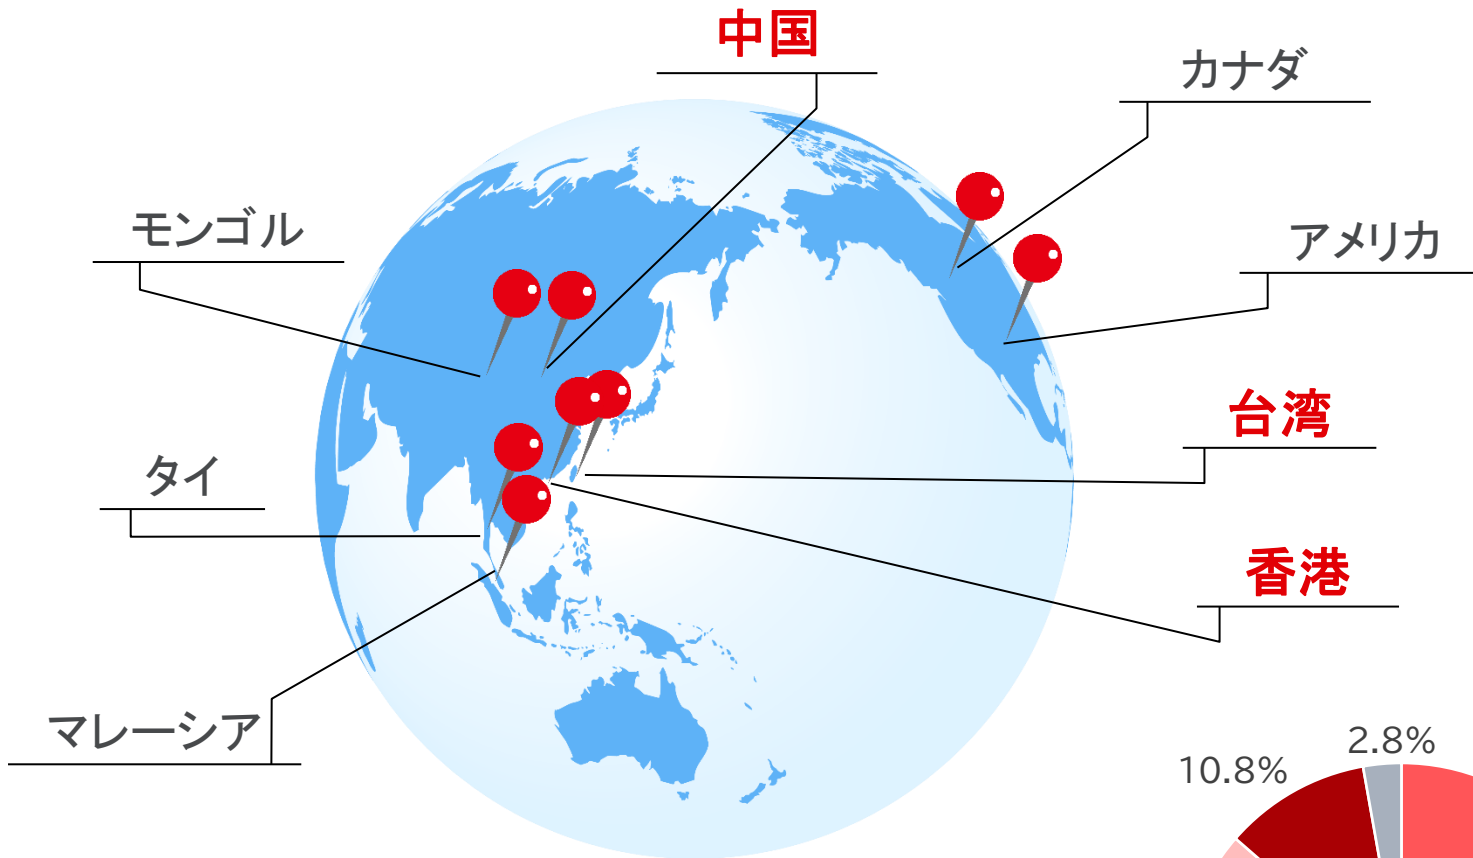 中国
カナダ
モンゴル
アメリカ
台湾
タイ
香港
マレーシア
2.8%
10.8%